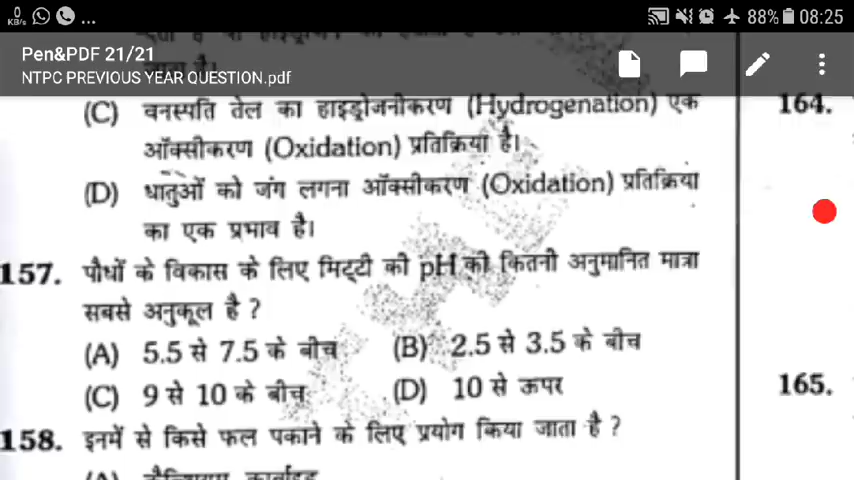 0
KB/s ... 88% 08:25
Pen&PDF 21/21
NTPC PREVIOUS YEAR QUESTION.pdf
जाता है।
(C) वनस्पति तेल का हाइड्रोजनीकरण (Hydrogenation) एक
ऑक्सीकरण (Oxidation) प्रतिक्रिया है।
(D) धातुओं को जंग लगना ऑक्सीकरण (Oxidation) प्रतिक्रिया
का एक प्रभाव है।
157. पौधों के विकास के लिए मिट्टी की pH की कितनी अनुमानित मात्रा
सबसे अनुकूल है ?
(A) 5.5 से 7.5 के बीच (B) 2.5 से 3.5 के बीच
(C) 9 से 10 के बीच (D) 10 से ऊपर
158. इनमें से किसे फल पकाने के लिए प्रयोग किया जाता है ?
(A) कैल्शियम कार्बाइड
164.
165.